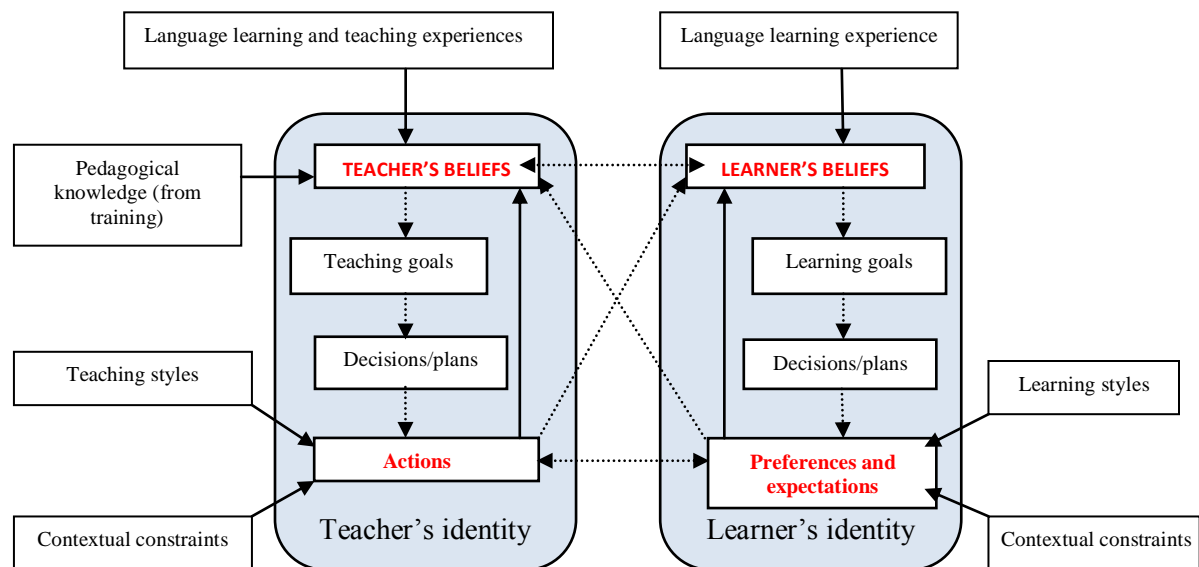 Language learning and teaching experiences
Language learning experience
Pedagogical
knowledge (from
training)
TEACHER'S BELIEFS
LEARNER'S BELIEFS
Teaching goals
Learning goals
Decisions/plans
Decisions/plans
Teaching styles
Learning styles
Actions
Preferences and
expectations
Contextual constraints
Teacher's identity
Learner's identity
Contextual constraints